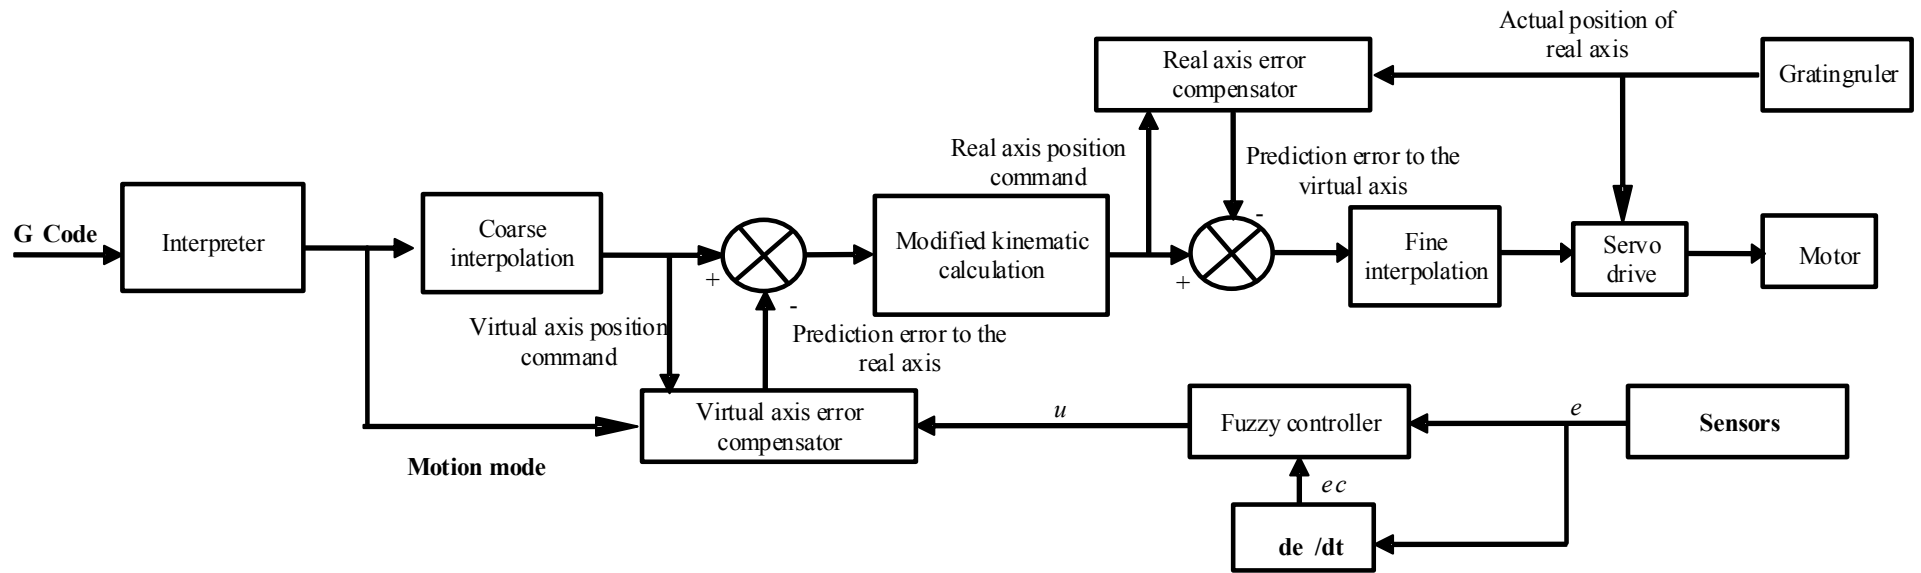 Actual position of
real axis
Real axis error
compensator
Gratingruler
Real axis position
command
Prediction error to the
virtual axis
-
G Code
Interpreter
Coarse
interpolation
+
Modified kinematic
calculation
+
Fine
interpolation
Servo
drive
Motor
Virtual axis position
command
-
Prediction error to the
real axis
Virtual axis error
compensator
u
Fuzzy controller
e
Sensors
Motion mode
ec
de /dt